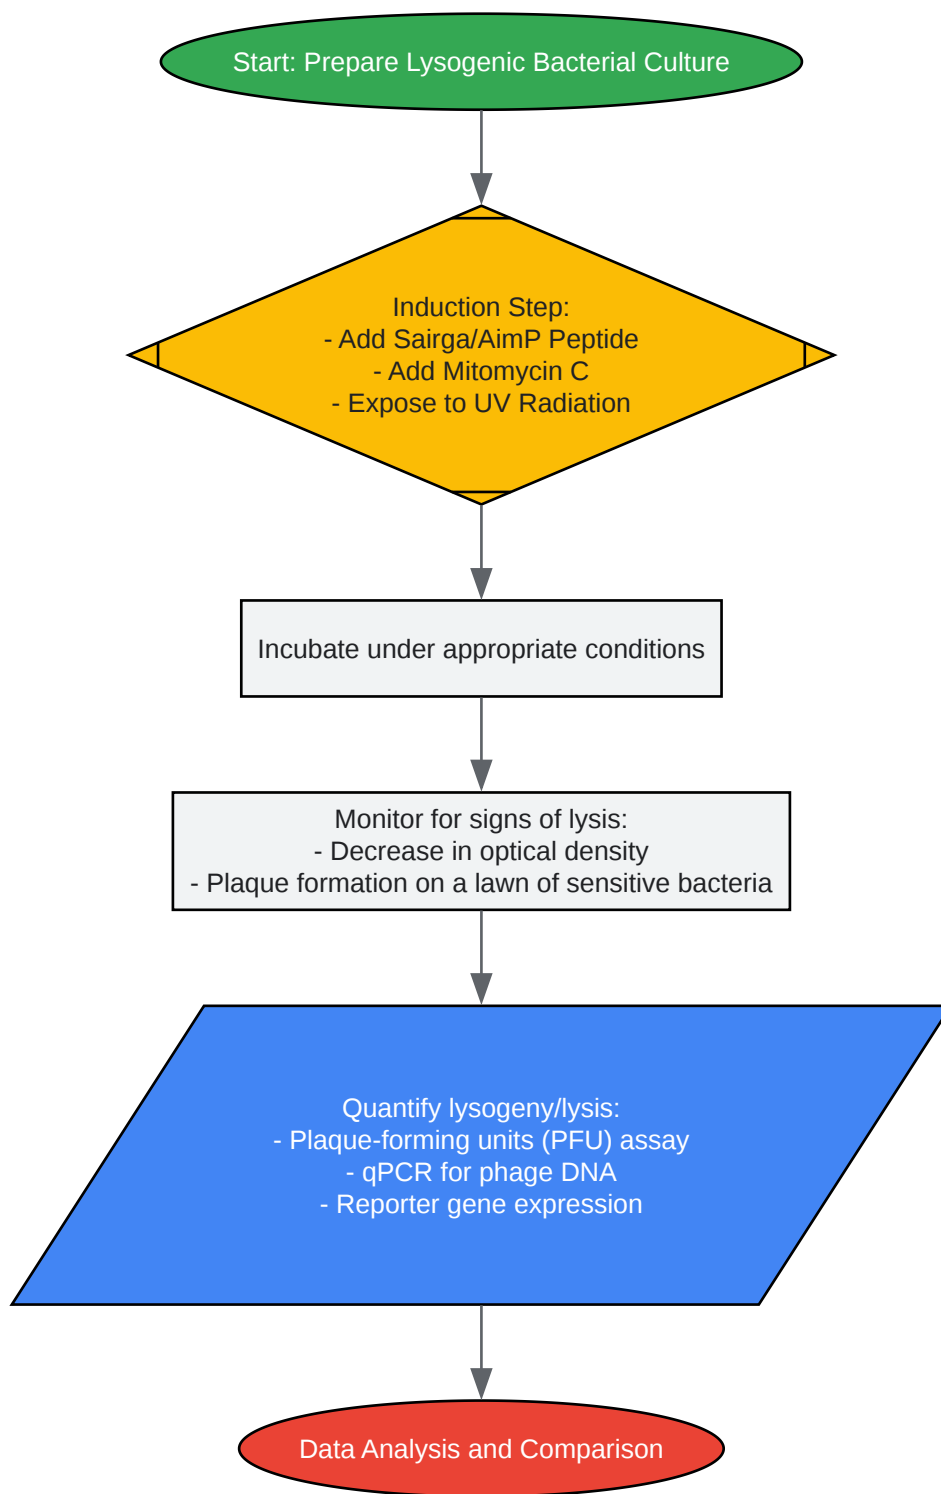 Start: Prepare Lysogenic Bacterial Culture
Induction Step:
- Add Sairga/AimP Peptide
- Add Mitomycin C
- Expose to UV Radiation
Incubate under appropriate conditions
Monitor for signs of lysis:
- Decrease in optical density
- Plaque formation on a lawn of sensitive bacteria
Quantify lysogeny/lysis:
- Plaque-forming units (PFU) assay
- qPCR for phage DNA
- Reporter gene expression
Data Analysis and Comparison